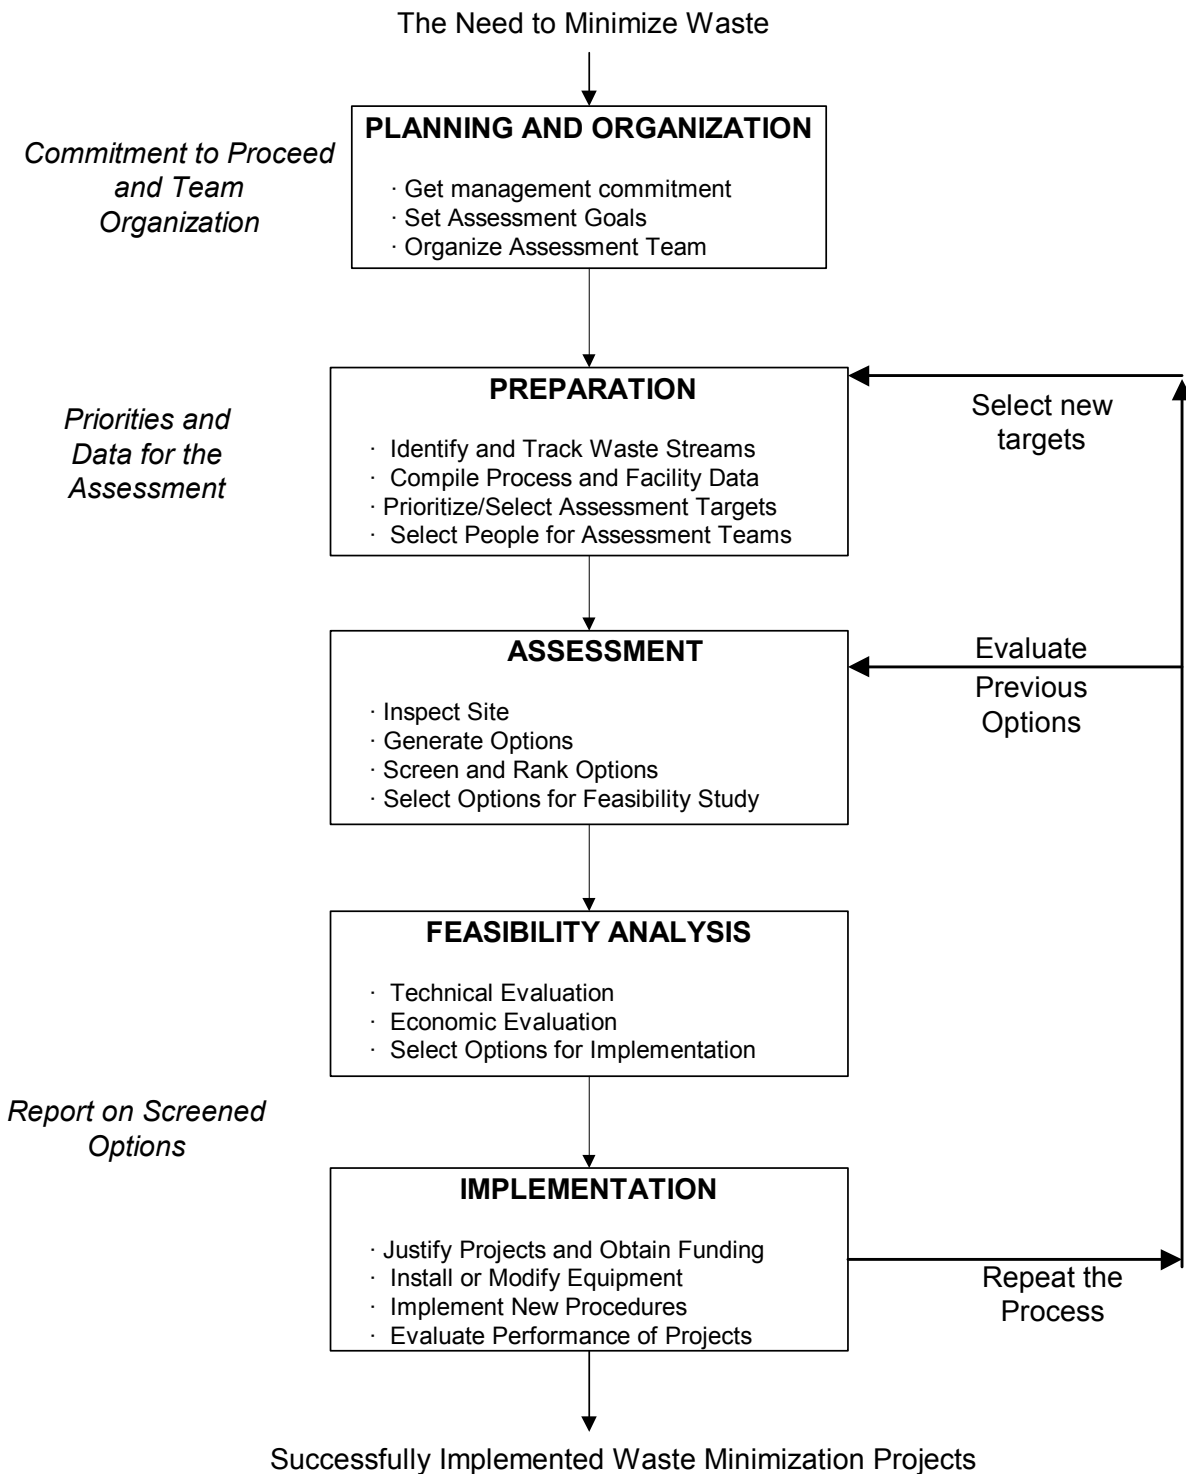 The Need to Minimize Waste
PLANNING AND ORGANIZATION
· Get management commitment
· Set Assessment Goals
· Organize Assessment Team
Commitment to Proceed
and Team
Organization
PREPARATION
· Identify and Track Waste Streams
· Compile Process and Facility Data
· Prioritize/Select Assessment Targets
· Select People for Assessment Teams
Priorities and
Data for the
Assessment
Select new
targets
ASSESSMENT
· Inspect Site
· Generate Options
· Screen and Rank Options
· Select Options for Feasibility Study
Evaluate
Previous
Options
FEASIBILITY ANALYSIS
· Technical Evaluation
· Economic Evaluation
· Select Options for Implementation
Report on Screened
Options
IMPLEMENTATION
· Justify Projects and Obtain Funding
· Install or Modify Equipment
· Implement New Procedures
· Evaluate Performance of Projects
Repeat the
Process
Successfully Implemented Waste Minimization Projects